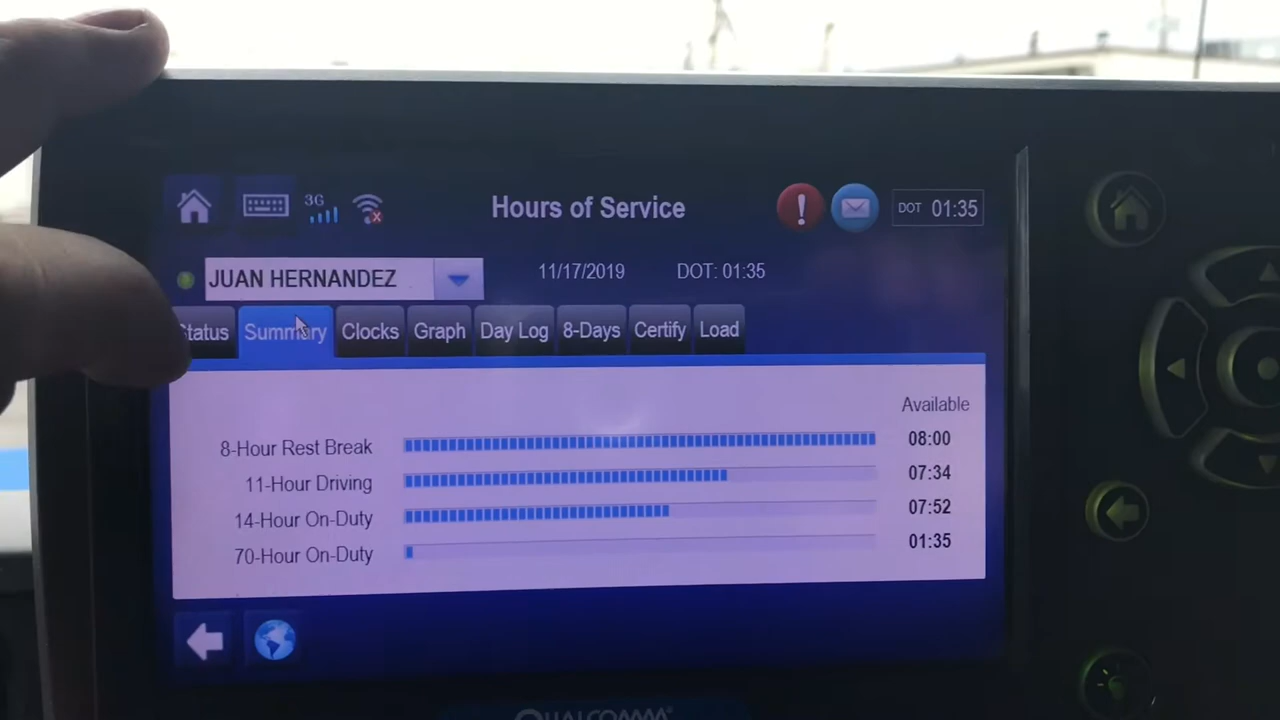 3G
Hours of Service
!
DOT 01:35
JUAN HERNANDEZ
11/17/2019
DOT: 01:35
Status
Summary
Clocks
Graph
Day Log
8-Days
Certify
Load
Available
8-Hour Rest Break 08:00
11-Hour Driving 07:34
14-Hour On-Duty 07:52
70-Hour On-Duty 01:35
QUALCOMM®